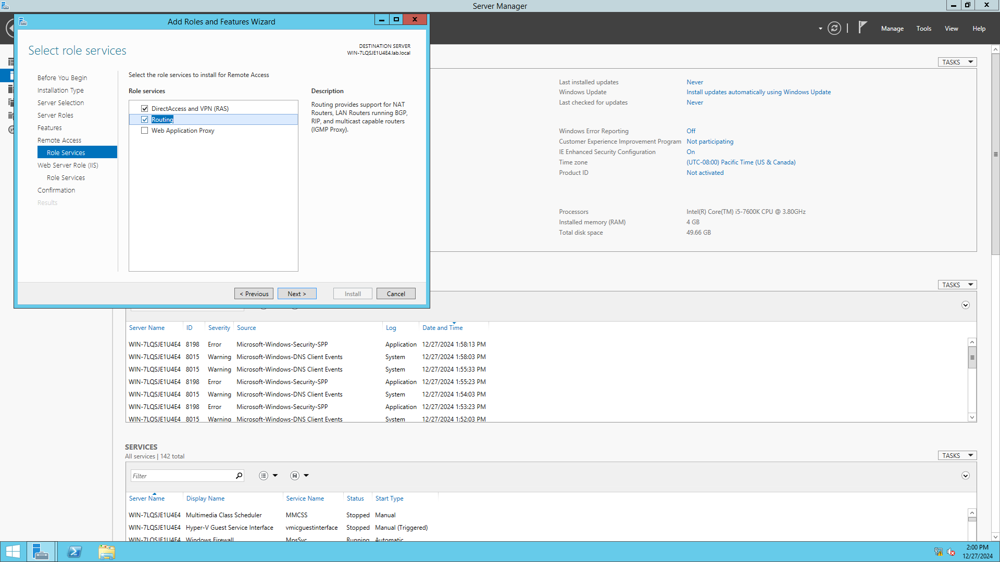 Server Manager
Add Roles and Features Wizard
Manage
Tools
View
Help
Select role services
DESTINATION SERVER
WIN-7LQSJE1U4E4.lab.local
Before You Begin
Installation Type
Server Selection
Server Roles
Features
Remote Access
Role Services
Web Server Role (IIS)
Role Services
Confirmation
Results
Select the role services to install for Remote Access
Role services
DirectAccess and VPN (RAS)
Routing
Web Application Proxy
Description
Routing provides support for NAT
Routers, LAN Routers running BGP,
RIP, and multicast capable routers
(IGMP Proxy).
< Previous
Next >
Install
Cancel
TASKS
Last installed updates Never
Windows Update Install updates automatically using Windows Update
Last checked for updates Never
Windows Error Reporting Off
Customer Experience Improvement Program Not participating
IE Enhanced Security Configuration On
Time zone (UTC-08:00) Pacific Time (US & Canada)
Product ID Not activated
Processors Intel(R) Core(TM) i5-7600K CPU @ 3.80GHz
Installed memory (RAM) 4 GB
Total disk space 49.66 GB
TASKS
Server Name ID Severity Source Log Date and Time
WIN-7LQSJE1U4E4 8198 Error Microsoft-Windows-Security-SPP Application 12/27/2024 1:58:13 PM
WIN-7LQSJE1U4E4 8015 Warning Microsoft-Windows-DNS Client Events System 12/27/2024 1:58:03 PM
WIN-7LQSJE1U4E4 8015 Warning Microsoft-Windows-DNS Client Events System 12/27/2024 1:55:33 PM
WIN-7LQSJE1U4E4 8198 Error Microsoft-Windows-Security-SPP Application 12/27/2024 1:55:23 PM
WIN-7LQSJE1U4E4 8015 Warning Microsoft-Windows-DNS Client Events System 12/27/2024 1:54:03 PM
WIN-7LQSJE1U4E4 8198 Error Microsoft-Windows-Security-SPP Application 12/27/2024 1:53:23 PM
WIN-7LQSJE1U4E4 8015 Warning Microsoft-Windows-DNS Client Events System 12/27/2024 1:52:03 PM
SERVICES
All services | 142 total
TASKS
Filter
Server Name Display Name Service Name Status Start Type
WIN-7LQSJE1U4E4 Multimedia Class Scheduler MMCSS Stopped Manual
WIN-7LQSJE1U4E4 Hyper-V Guest Service Interface vmicguestinterface Stopped Manual (Triggered)
WIN-7LQSJE1U4E4 Windows Firewall MpsSvc Running Automatic
2:00 PM
12/27/2024